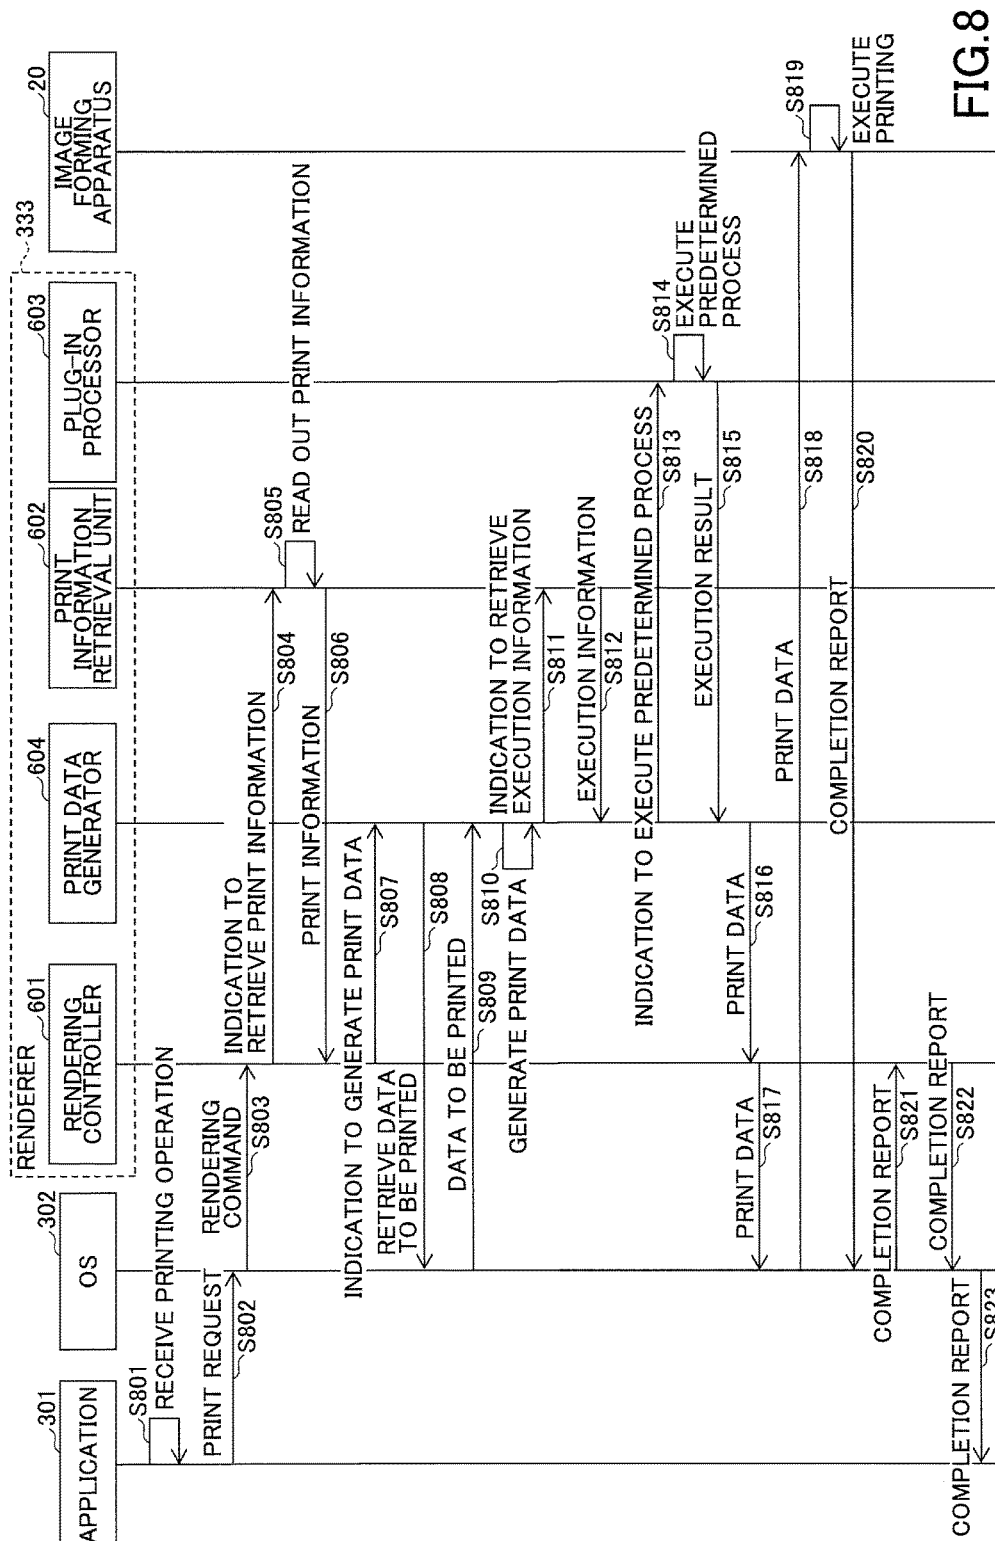 301
APPLICATION
302
OS
RENDERER
333
601
RENDERING
CONTROLLER
604
PRINT DATA
GENERATOR
602
PRINT
INFORMATION
RETRIEVAL UNIT
603
PLUG-IN
PROCESSOR
20
IMAGE
FORMING
APPARATUS
S801
RECEIVE PRINTING OPERATION
PRINT REQUEST
S802
RENDERING
COMMAND
S803
INDICATION TO
RETRIEVE PRINT INFORMATION
S804
S805
READ OUT PRINT INFORMATION
PRINT INFORMATION
S806
INDICATION TO GENERATE PRINT DATA
S807
RETRIEVE DATA
TO BE PRINTED
S808
DATA TO BE PRINTED
S809
S810
GENERATE PRINT DATA
INDICATION TO RETRIEVE
EXECUTION INFORMATION
S811
EXECUTION INFORMATION
S812
INDICATION TO EXECUTE PREDETERMINED PROCESS
S813
S814
EXECUTE
PREDETERMINED
PROCESS
EXECUTION RESULT
S815
PRINT DATA
S816
PRINT DATA
S817
PRINT DATA
S818
S819
EXECUTE
PRINTING
COMPLETION REPORT
S820
COMPLETION REPORT
S821
COMPLETION REPORT
S822
COMPLETION REPORT
S823
FIG.8